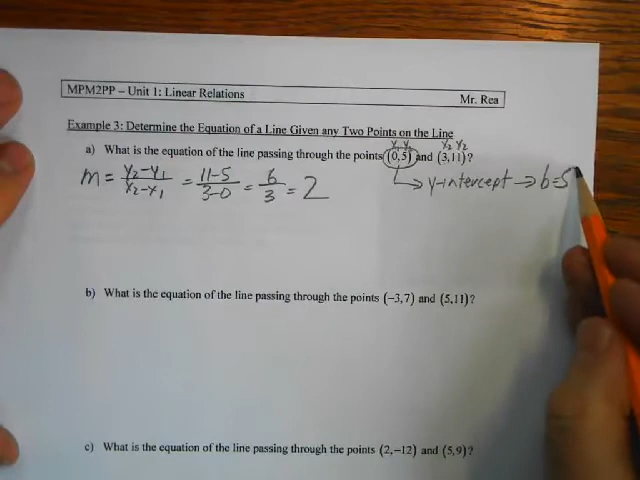 MPM2PP – Unit 1: Linear Relations Mr. Rea
Example 3: Determine the Equation of a Line Given any Two Points on the Line
x₁ y₁ x₂ y₂
a) What is the equation of the line passing through the points (0,5) and (3,11)?
m = y₂-y₁/x₂-x₁ = 11-5/3-0 = 6/3 = 2 → y-intercept → b=5
b) What is the equation of the line passing through the points (−3,7) and (5,11)?
c) What is the equation of the line passing through the points (2,−12) and (5,9)?